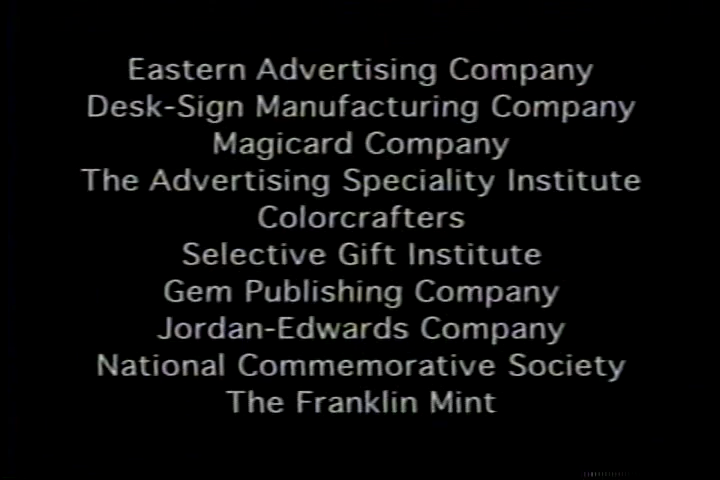 Eastern Advertising Company
Desk-Sign Manufacturing Company
Magicard Company
The Advertising Speciality Institute
Colorcrafters
Selective Gift Institute
Gem Publishing Company
Jordan-Edwards Company
National Commemorative Society
The Franklin Mint